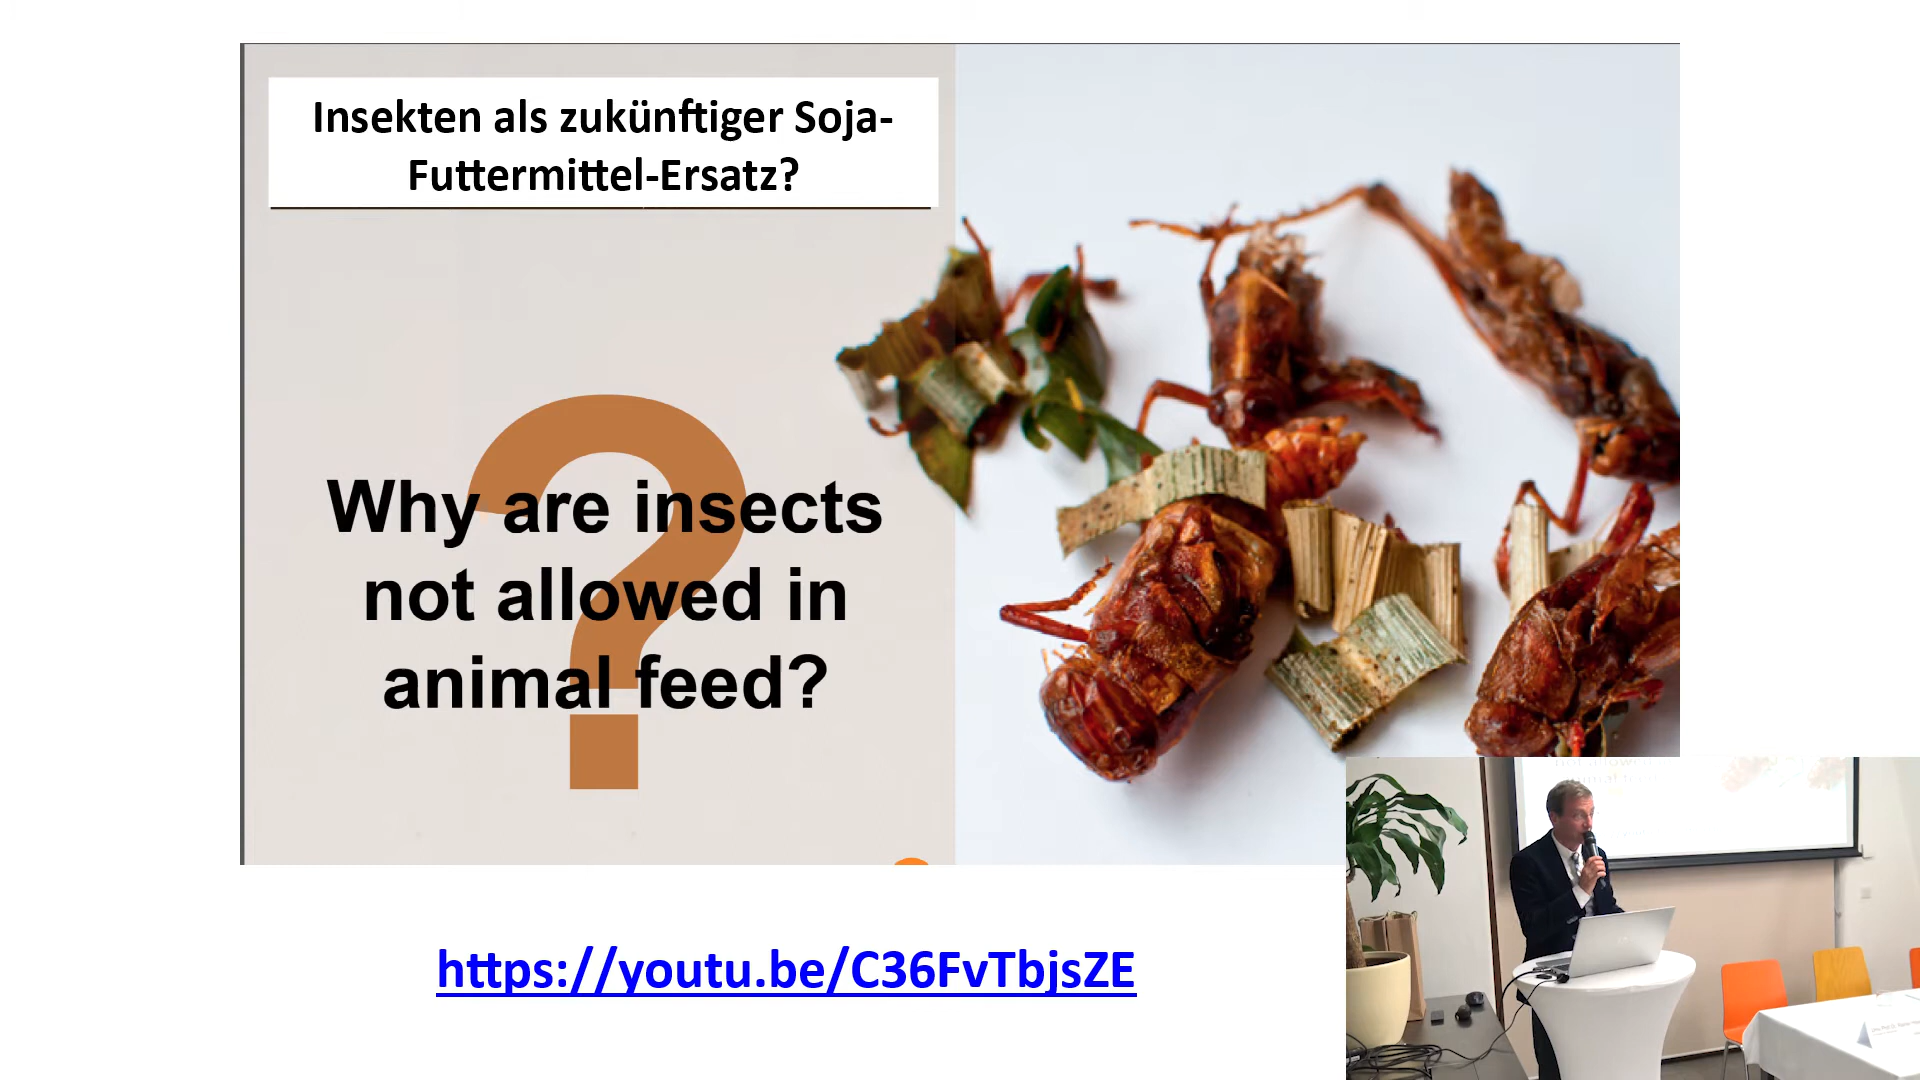 Insekten als zukünftiger Soja-
Futtermittel-Ersatz?
Why are insects
not allowed in
animal feed?
https://youtu.be/C36FvTbjsZE